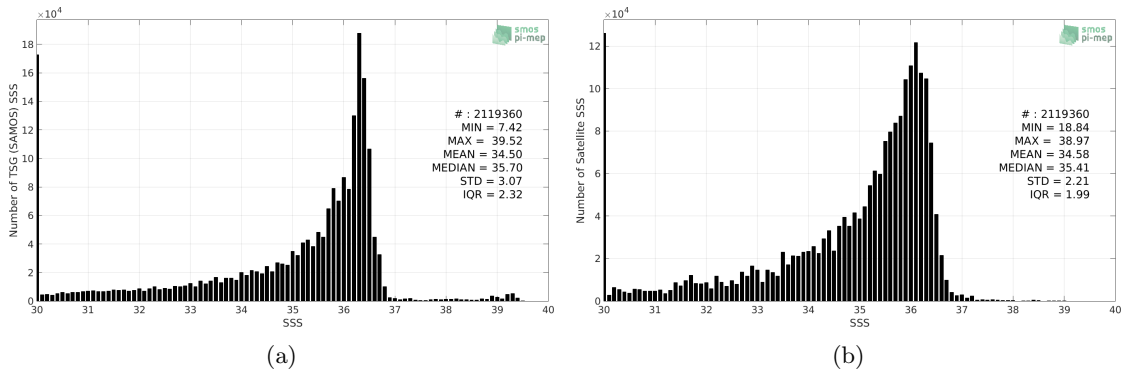 ×10⁴
smos
pi-mep
18
16
14
12
10
8
6
4
2
0
Number of TSG (SAMOS) SSS
# : 2119360
MIN = 7.42
MAX = 39.52
MEAN = 34.50
MEDIAN = 35.70
STD = 3.07
IQR = 2.32
30 31 32 33 34 35 36 37 38 39 40
SSS
(a)
×10⁴
smos
pi-mep
12
10
8
6
4
2
0
Number of Satellite SSS
# : 2119360
MIN = 18.84
MAX = 38.97
MEAN = 34.58
MEDIAN = 35.41
STD = 2.21
IQR = 1.99
30 31 32 33 34 35 36 37 38 39 40
SSS
(b)